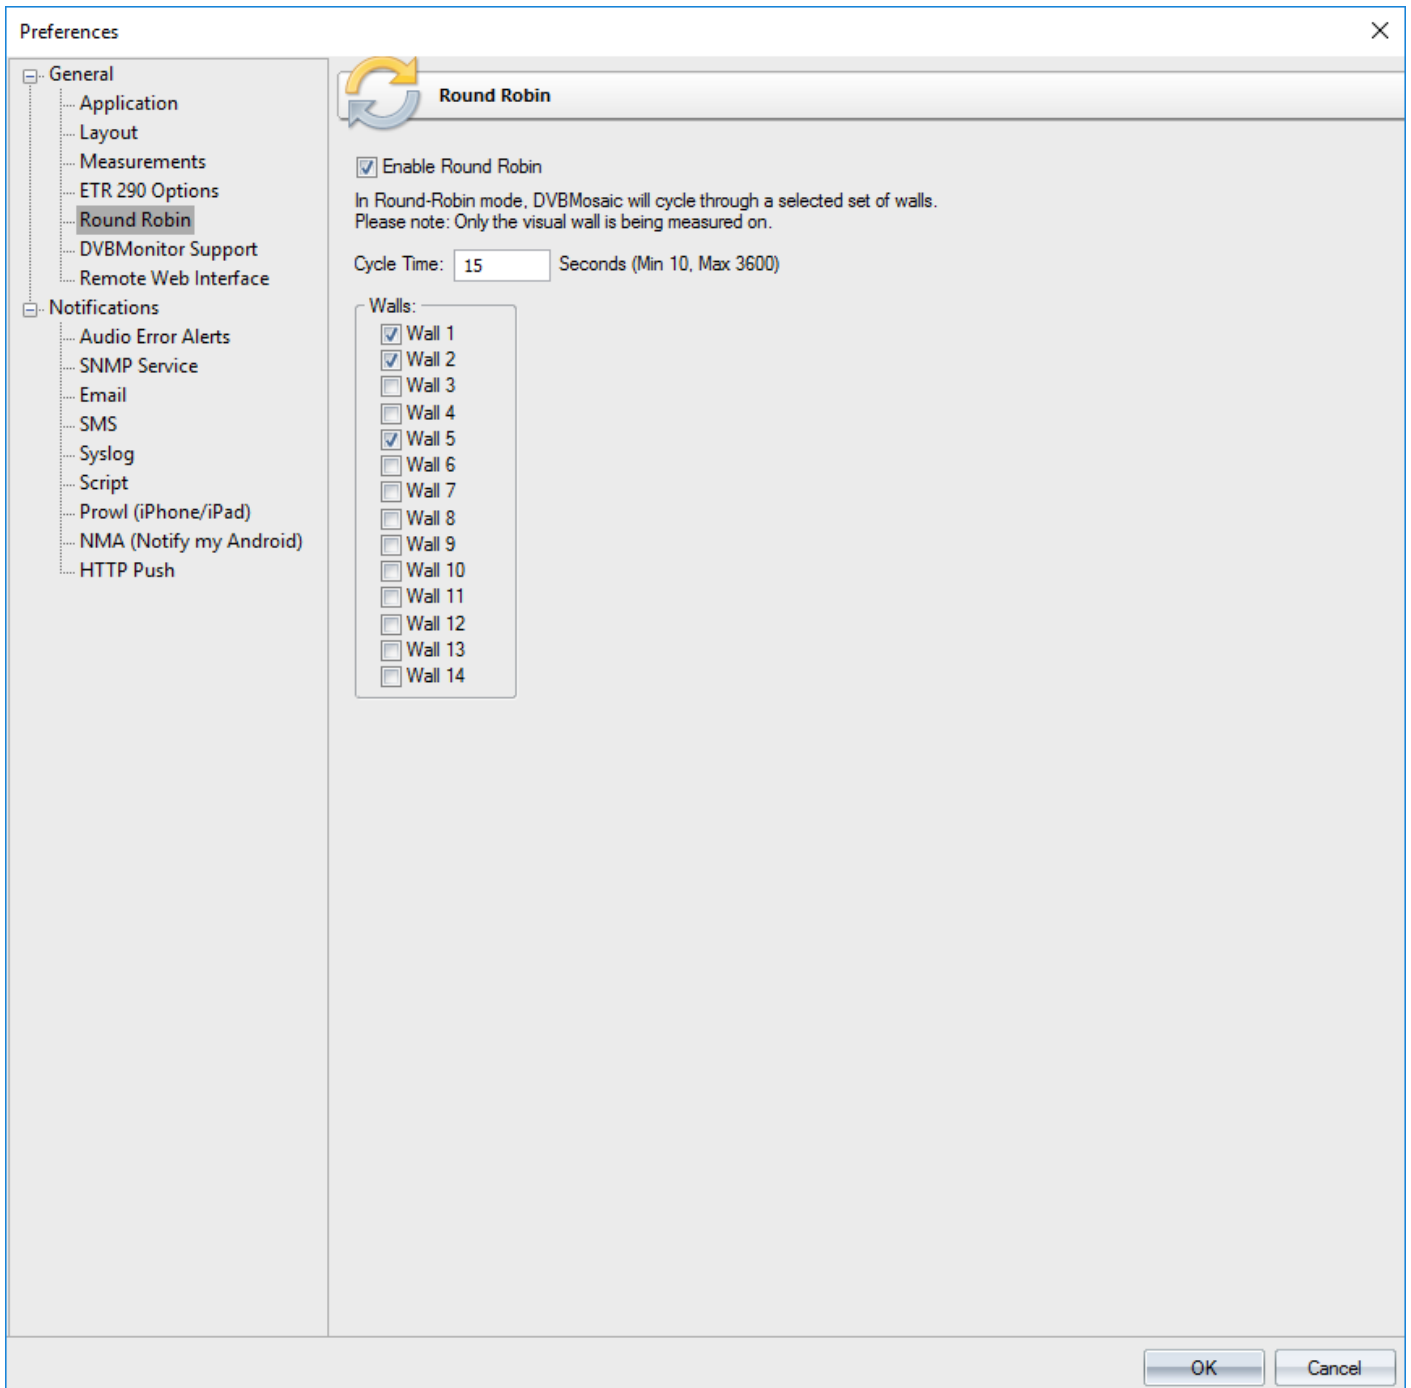 Preferences
General
Application
Layout
Measurements
ETR 290 Options
Round Robin
DVBMonitor Support
Remote Web Interface
Notifications
Audio Error Alerts
SNMP Service
Email
SMS
Syslog
Script
Prowl (iPhone/iPad)
NMA (Notify my Android)
HTTP Push
Round Robin
Enable Round Robin
In Round-Robin mode, DVBMosaic will cycle through a selected set of walls.
Please note: Only the visual wall is being measured on.
Cycle Time: 15 Seconds (Min 10, Max 3600)
Walls:
Wall 1
Wall 2
Wall 3
Wall 4
Wall 5
Wall 6
Wall 7
Wall 8
Wall 9
Wall 10
Wall 11
Wall 12
Wall 13
Wall 14
OK Cancel